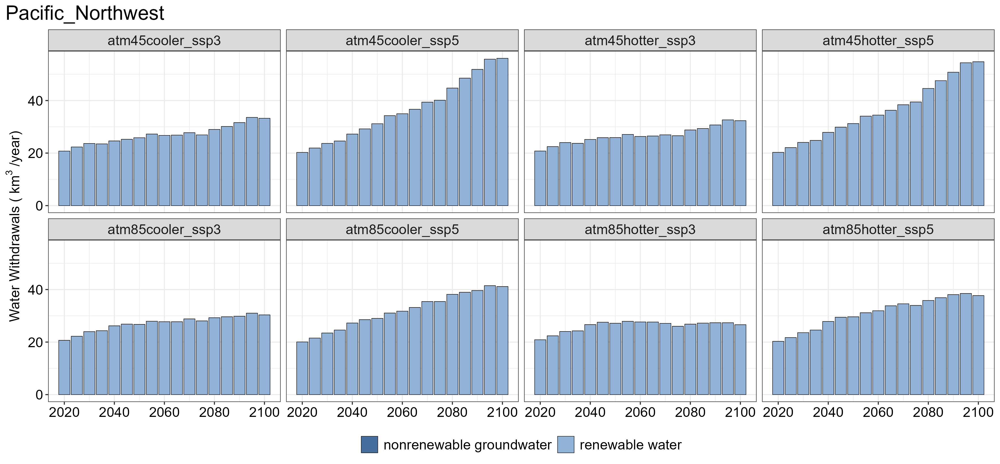 Pacific_Northwest
atm45cooler_ssp3 atm45cooler_ssp5 atm45hotter_ssp3 atm45hotter_ssp5
40
20
0
Water Withdrawals ( km³ /year)
atm85cooler_ssp3 atm85cooler_ssp5 atm85hotter_ssp3 atm85hotter_ssp5
40
20
0
2020 2040 2060 2080 2100 2020 2040 2060 2080 2100 2020 2040 2060 2080 2100 2020 2040 2060 2080 2100
nonrenewable groundwater renewable water